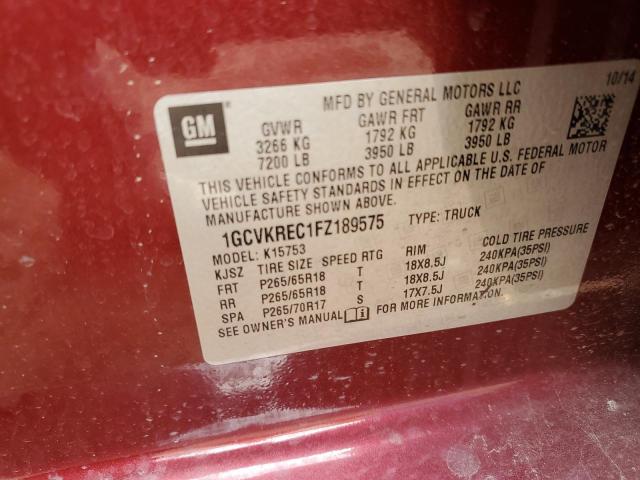 MFD BY GENERAL MOTORS LLC 10/14
GM
GVWR GAWR FRT GAWR RR
3266 KG 1792 KG 1792 KG
7200 LB 3950 LB 3950 LB
THIS VEHICLE CONFORMS TO ALL APPLICABLE U.S. FEDERAL MOTOR
VEHICLE SAFETY STANDARDS IN EFFECT ON THE DATE OF
MANUFACTURE SHOWN ABOVE.
1GCVKREC1FZ189575 TYPE: TRUCK
MODEL: K15753
KJSZ TIRE SIZE SPEED RTG RIM COLD TIRE PRESSURE
FRT P265/65R18 T 18X8.5J 240KPA(35PSI)
RR P265/65R18 T 18X8.5J 240KPA(35PSI)
SPA P265/70R17 S 17X7.5J 240KPA(35PSI)
SEE OWNER'S MANUAL FOR MORE INFORMATION.